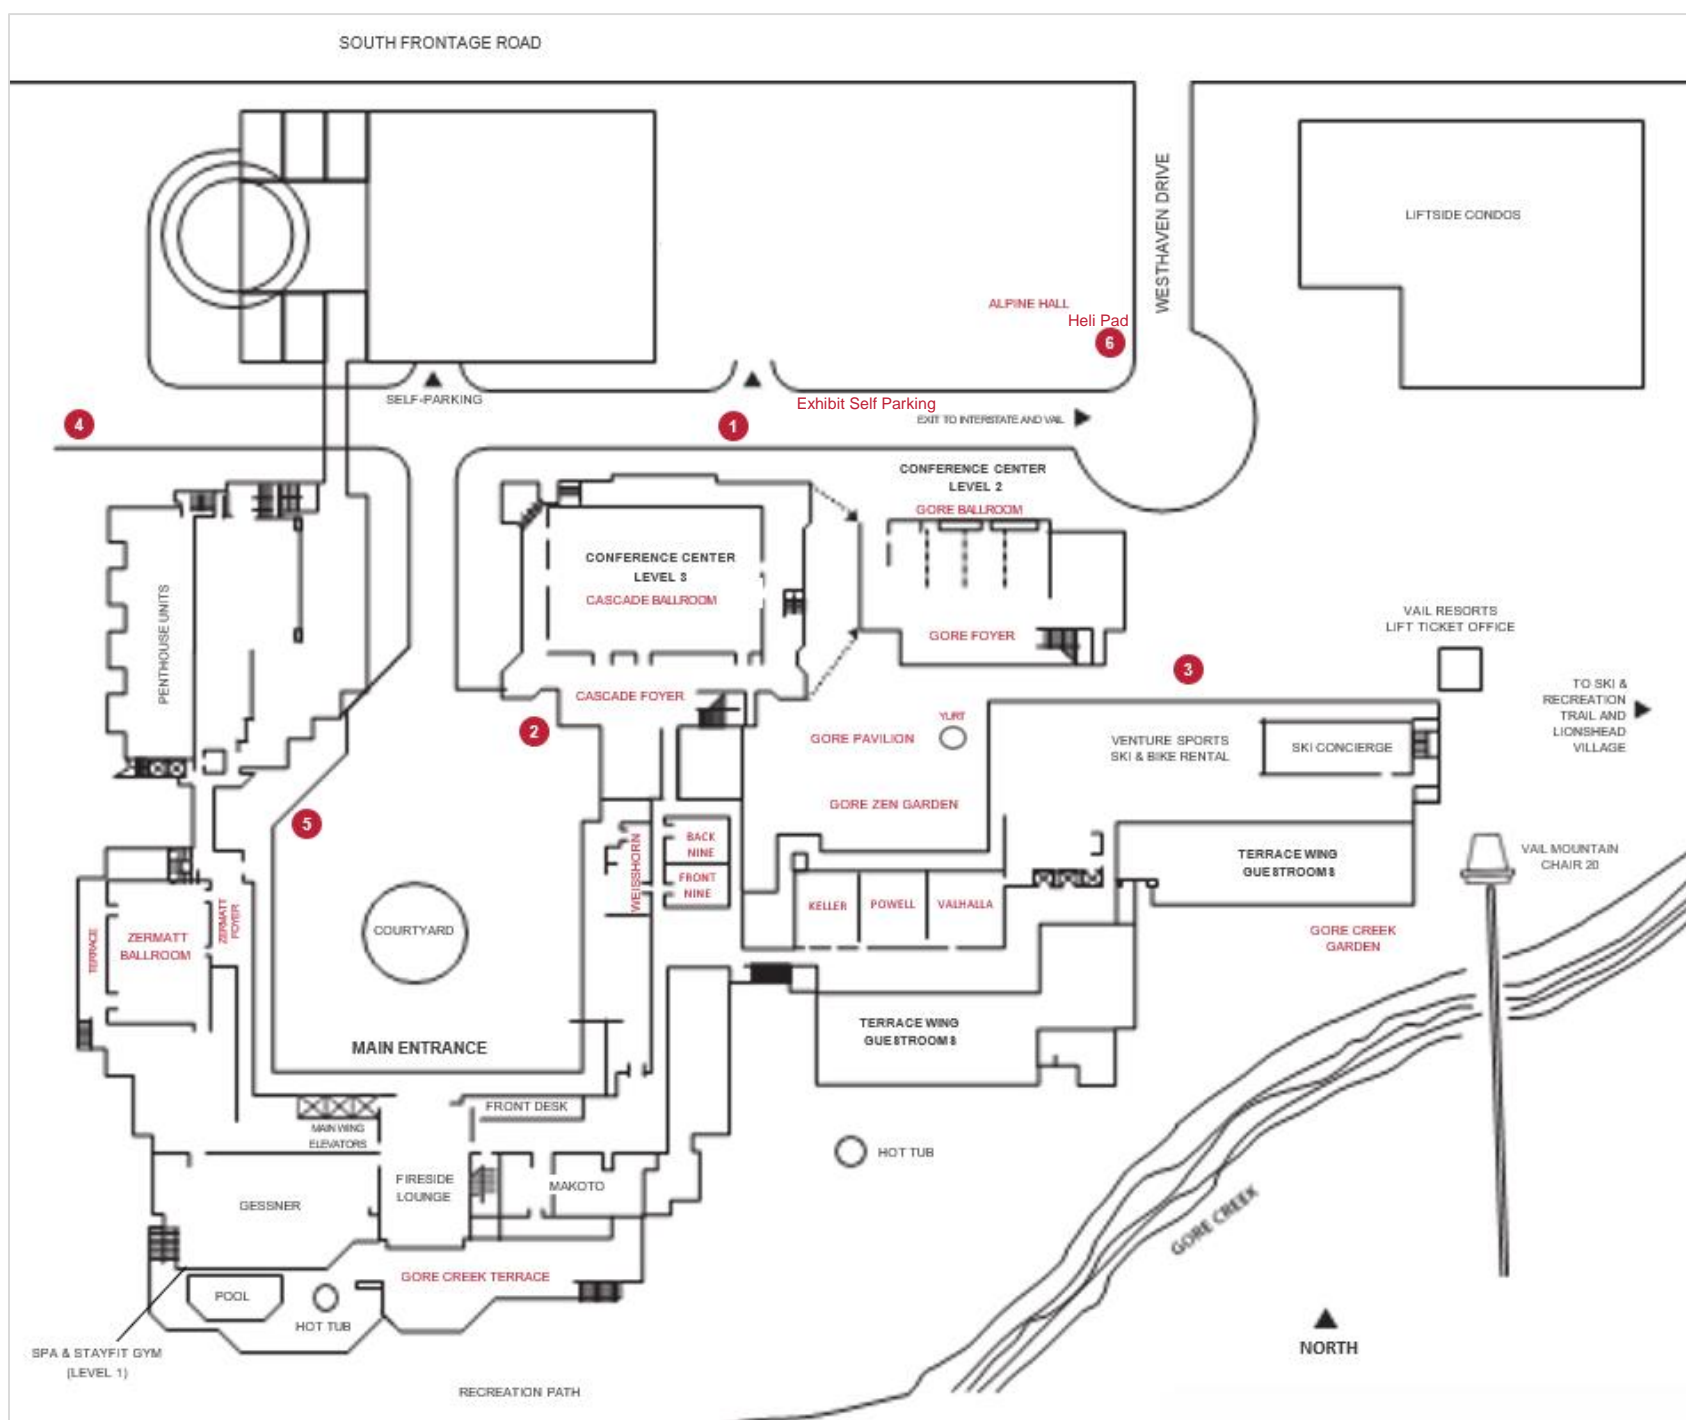 SOUTH FRONTAGE ROAD
WESTHAVEN DRIVE
LIFTSIDE CONDOS
ALPINE HALL
Heli Pad
6
SELF-PARKING
Exhibit Self Parking
4
1
EXIT TO INTERSTATE AND VAIL
CONFERENCE CENTER
LEVEL 2
GORE BALLROOM
GORE FOYER
CONFERENCE CENTER
LEVEL 3
CASCADE BALLROOM
CASCADE FOYER
PENTHOUSE UNITS
VAIL RESORTS
LIFT TICKET OFFICE
3
TO SKI &
RECREATION
TRAIL AND
LIONSHEAD
VILLAGE
2
YURT
GORE PAVILION
VENTURE SPORTS
SKI & BIKE RENTAL
SKI CONCIERGE
GORE ZEN GARDEN
5
WEISSHORN
BACK
NINE
FRONT
NINE
KELLER
POWELL
VALHALLA
TERRACE WING
GUESTROOMS
VAIL MOUNTAIN
CHAIR 20
GORE CREEK
GARDEN
TERRACE
ZERMATT
BALLROOM
ZERMATT
FOYER
COURTYARD
MAIN ENTRANCE
TERRACE WING
GUESTROOMS
FRONT DESK
MAIN WING
ELEVATORS
HOT TUB
FIRESIDE
LOUNGE
MAKOTO
GESSNER
GORE CREEK
GORE CREEK TERRACE
POOL
HOT TUB
SPA & STAYFIT GYM
(LEVEL 1)
NORTH
RECREATION PATH